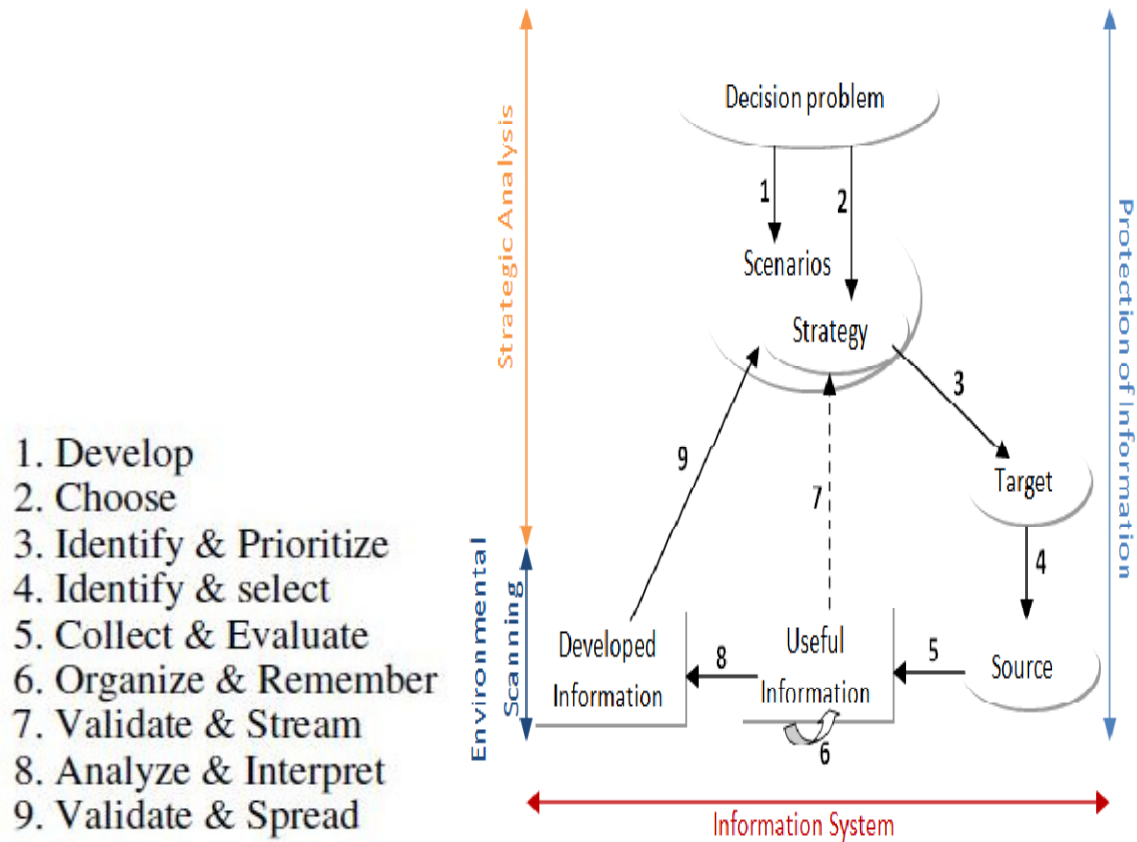 1. Develop
2. Choose
3. Identify & Prioritize
4. Identify & select
5. Collect & Evaluate
6. Organize & Remember
7. Validate & Stream
8. Analyze & Interpret
9. Validate & Spread
Strategic Analysis
Environmental
Scanning
Decision problem
1
2
Scenarios
Strategy
3
9
7
Target
4
Developed
Information
8
Useful
Information
5
Source
6
Protection of Information
Information System